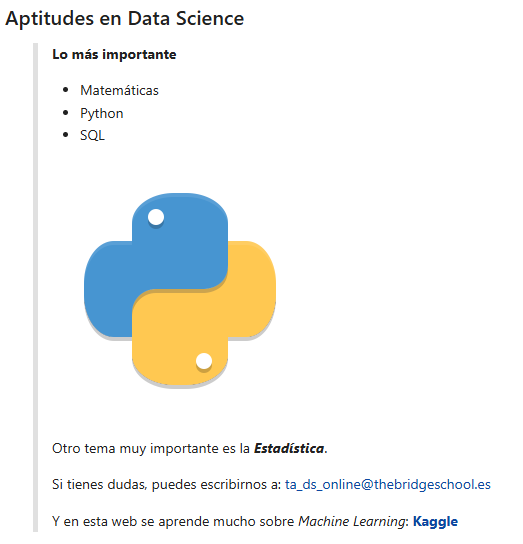 Aptitudes en Data Science
Lo más importante
Matemáticas
Python
SQL
Otro tema muy importante es la Estadística.
Si tienes dudas, puedes escribirnos a: ta_ds_online@thebridgeschool.es
Y en esta web se aprende mucho sobre Machine Learning: Kaggle